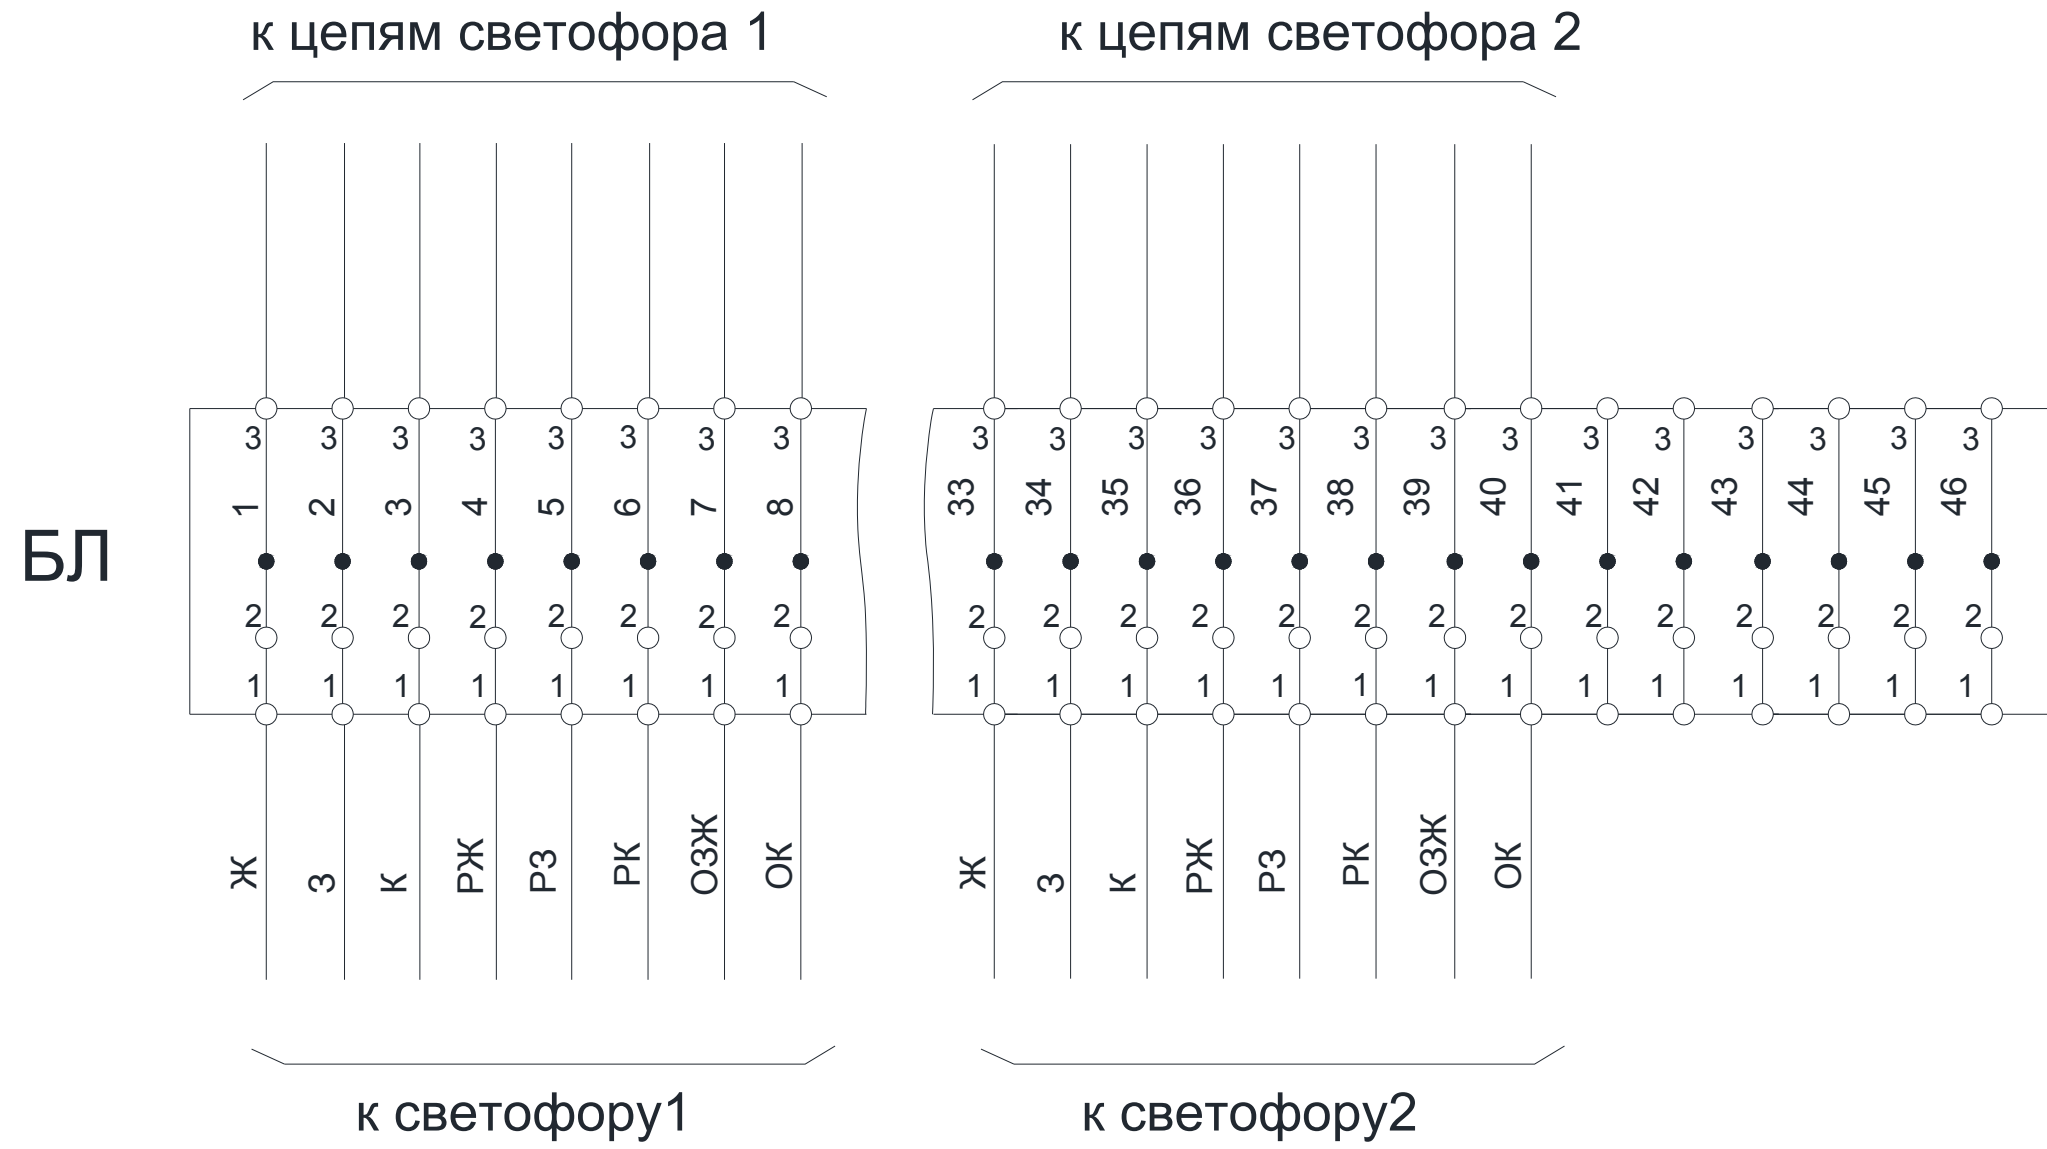 к цепям светофора 1
к цепям светофора 2
3 3 3 3 3 3 3 3
3 3 3 3 3 3 3 3 3 3 3 3 3 3
1 2 3 4 5 6 7 8
33 34 35 36 37 38 39 40 41 42 43 44 45 46
БЛ
2 2 2 2 2 2 2 2
2 2 2 2 2 2 2 2 2 2 2 2 2 2
1 1 1 1 1 1 1 1
1 1 1 1 1 1 1 1 1 1 1 1 1 1
Ж З К РЖ РЗ РК ОЗЖ ОК
Ж З К РЖ РЗ РК ОЗЖ ОК
к светофору1
к светофору2